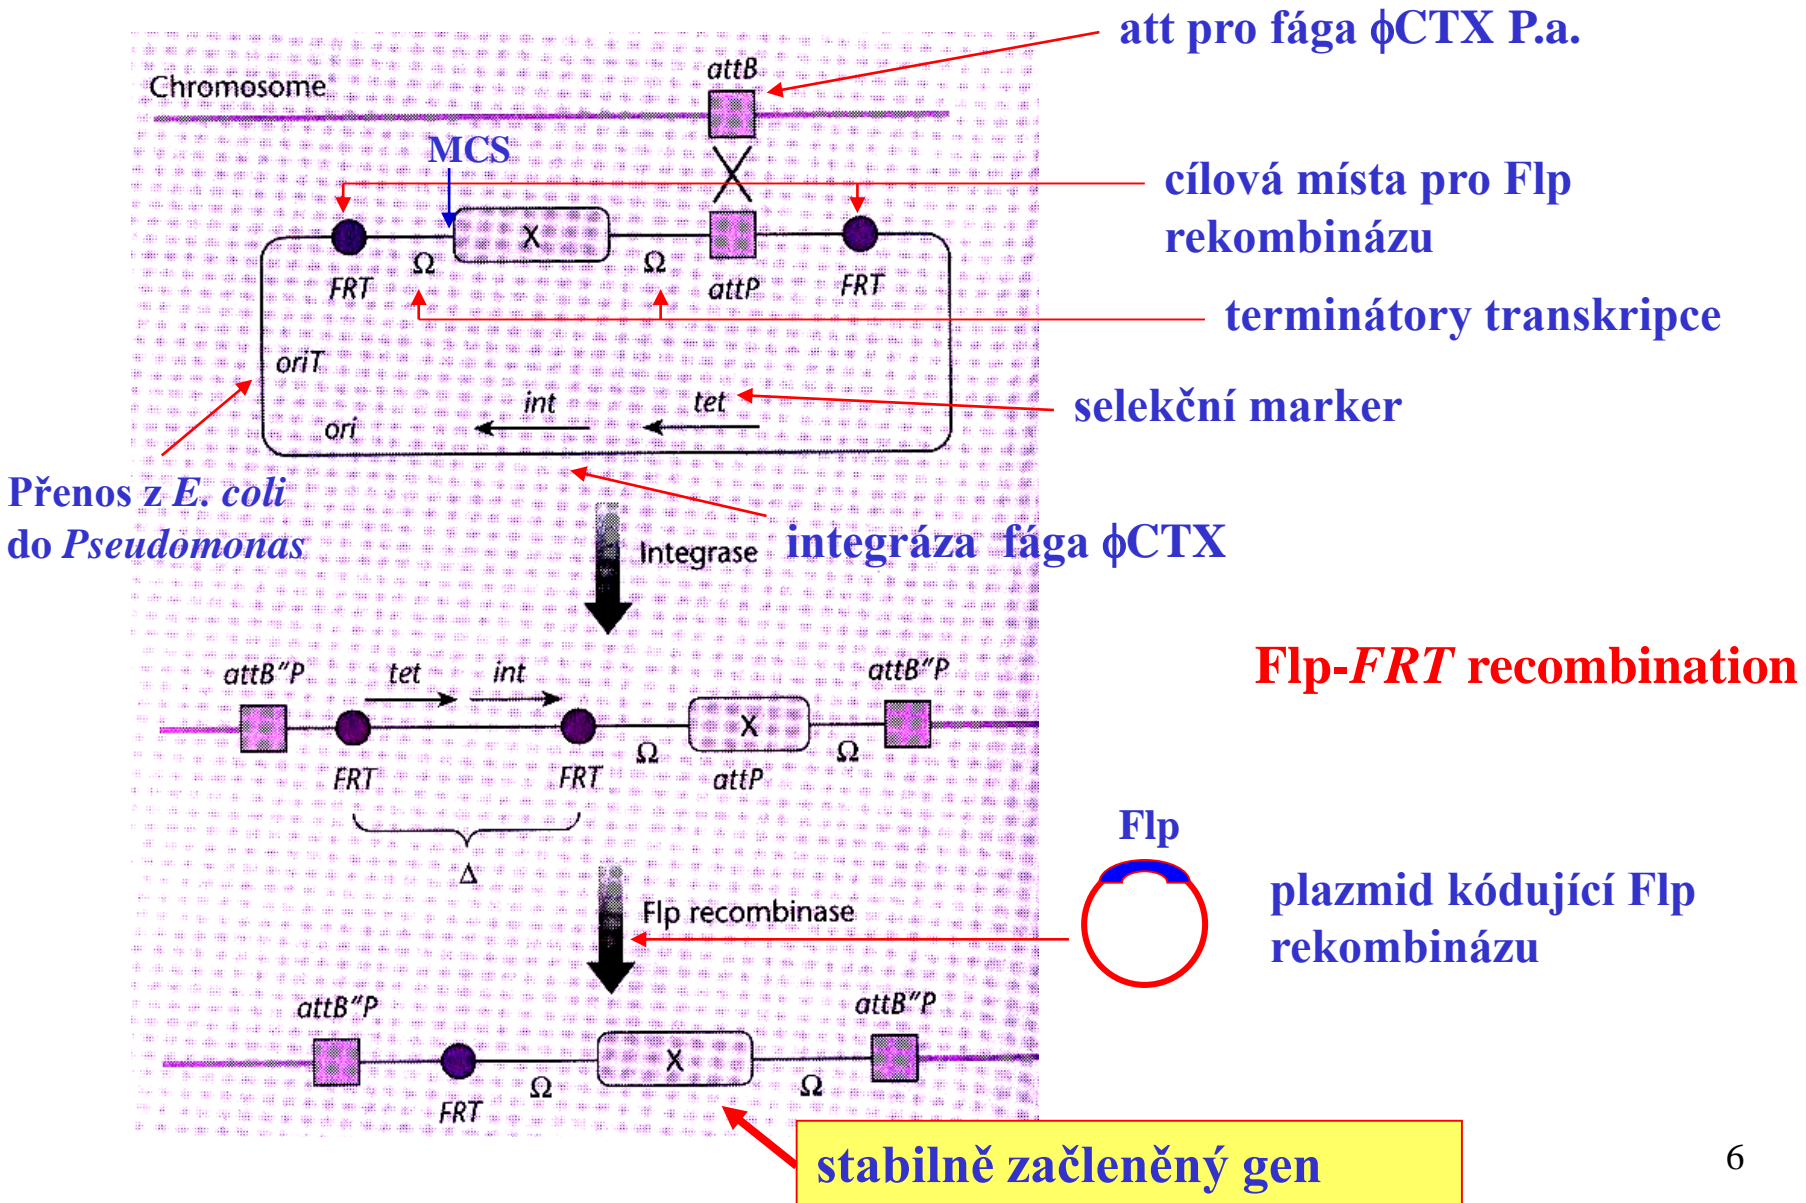 att pro fága ϕCTX P.a.
attB
Chromosome
MCS
cílová místa pro Flp
rekombinázu
X
Ω
Ω
FRT
attP
FRT
terminátory transkripce
oriT
int
tet
selekční marker
ori
Přenos z E. coli
do Pseudomonas
Integrase
integráza fága ϕCTX
attB″P
tet
int
attB″P
Flp-FRT recombination
X
Ω
Ω
FRT
FRT
attP
Δ
Flp
Flp recombinase
plazmid kódující Flp
rekombinázu
attB″P
attB″P
X
Ω
Ω
FRT
stabilně začleněný gen
6